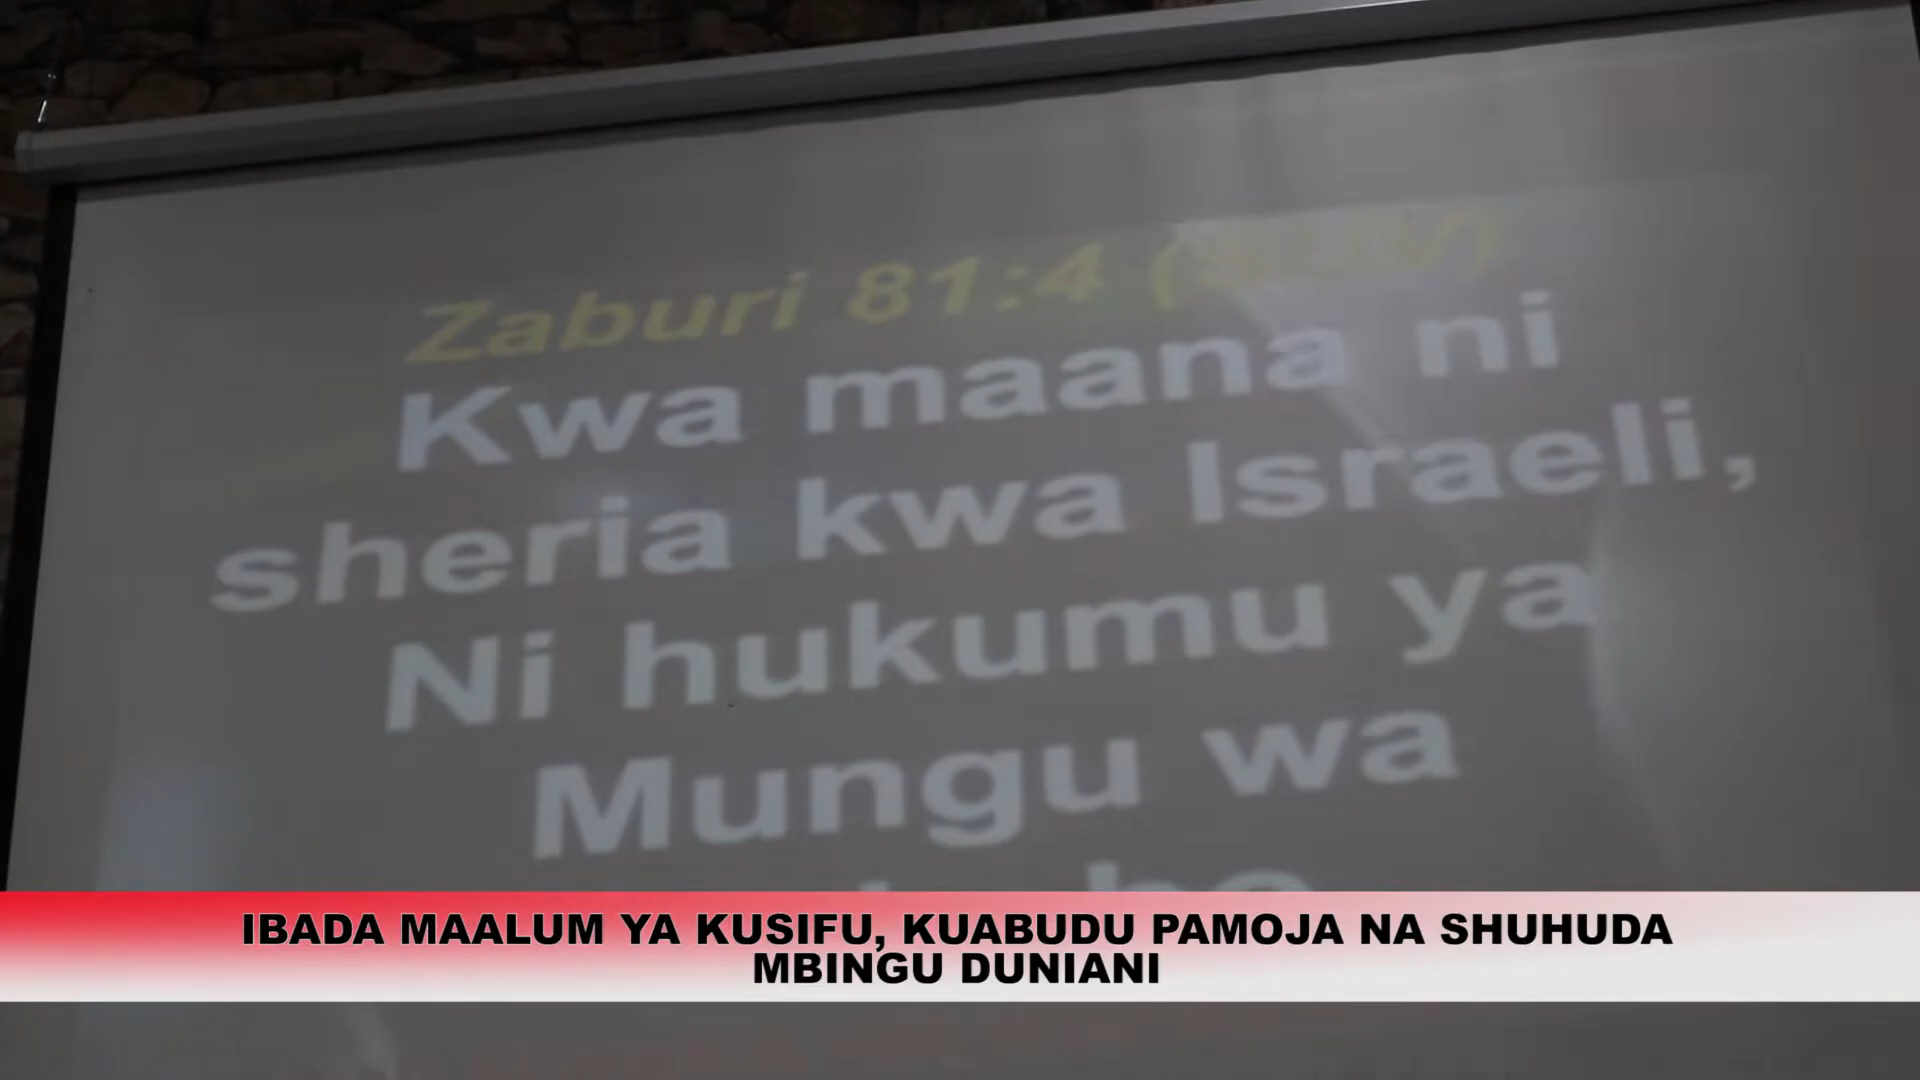 Zaburi 81:4
Kwa maana ni
sheria kwa Israeli,
Ni hukumu ya
Mungu wa
IBADA MAALUM YA KUSIFU, KUABUDU PAMOJA NA SHUHUDA
MBINGU DUNIANI